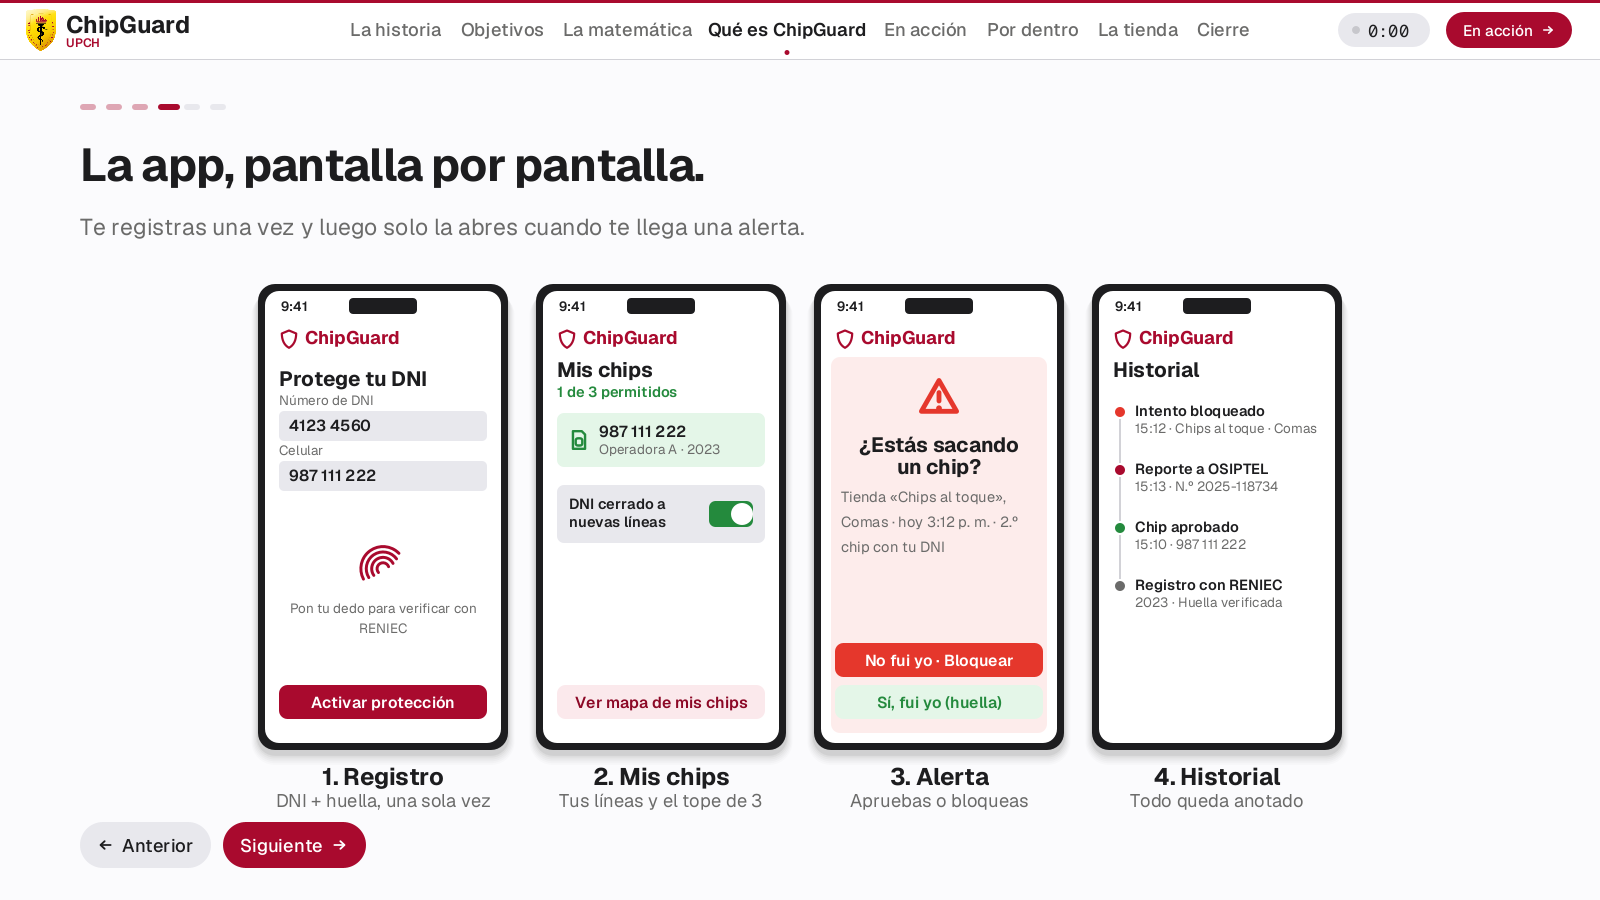 ChipGuard
UPCH
La historia
Objetivos
La matemática
Qué es ChipGuard
En acción
Por dentro
La tienda
Cierre
0:00
En acción →
La app, pantalla por pantalla.
Te registras una vez y luego solo la abres cuando te llega una alerta.
9:41
ChipGuard
Protege tu DNI
Número de DNI
4123 4560
Celular
987 111 222
Pon tu dedo para verificar con
RENIEC
Activar protección
1. Registro
DNI + huella, una sola vez
9:41
ChipGuard
Mis chips
1 de 3 permitidos
987 111 222
Operadora A · 2023
DNI cerrado a
nuevas líneas
Ver mapa de mis chips
2. Mis chips
Tus líneas y el tope de 3
9:41
ChipGuard
¿Estás sacando
un chip?
Tienda «Chips al toque»,
Comas · hoy 3:12 p. m. · 2.º
chip con tu DNI
No fui yo · Bloquear
Sí, fui yo (huella)
3. Alerta
Apruebas o bloqueas
9:41
ChipGuard
Historial
Intento bloqueado
15:12 · Chips al toque · Comas
Reporte a OSIPTEL
15:13 · N.º 2025-118734
Chip aprobado
15:10 · 987 111 222
Registro con RENIEC
2023 · Huella verificada
4. Historial
Todo queda anotado
← Anterior
Siguiente →